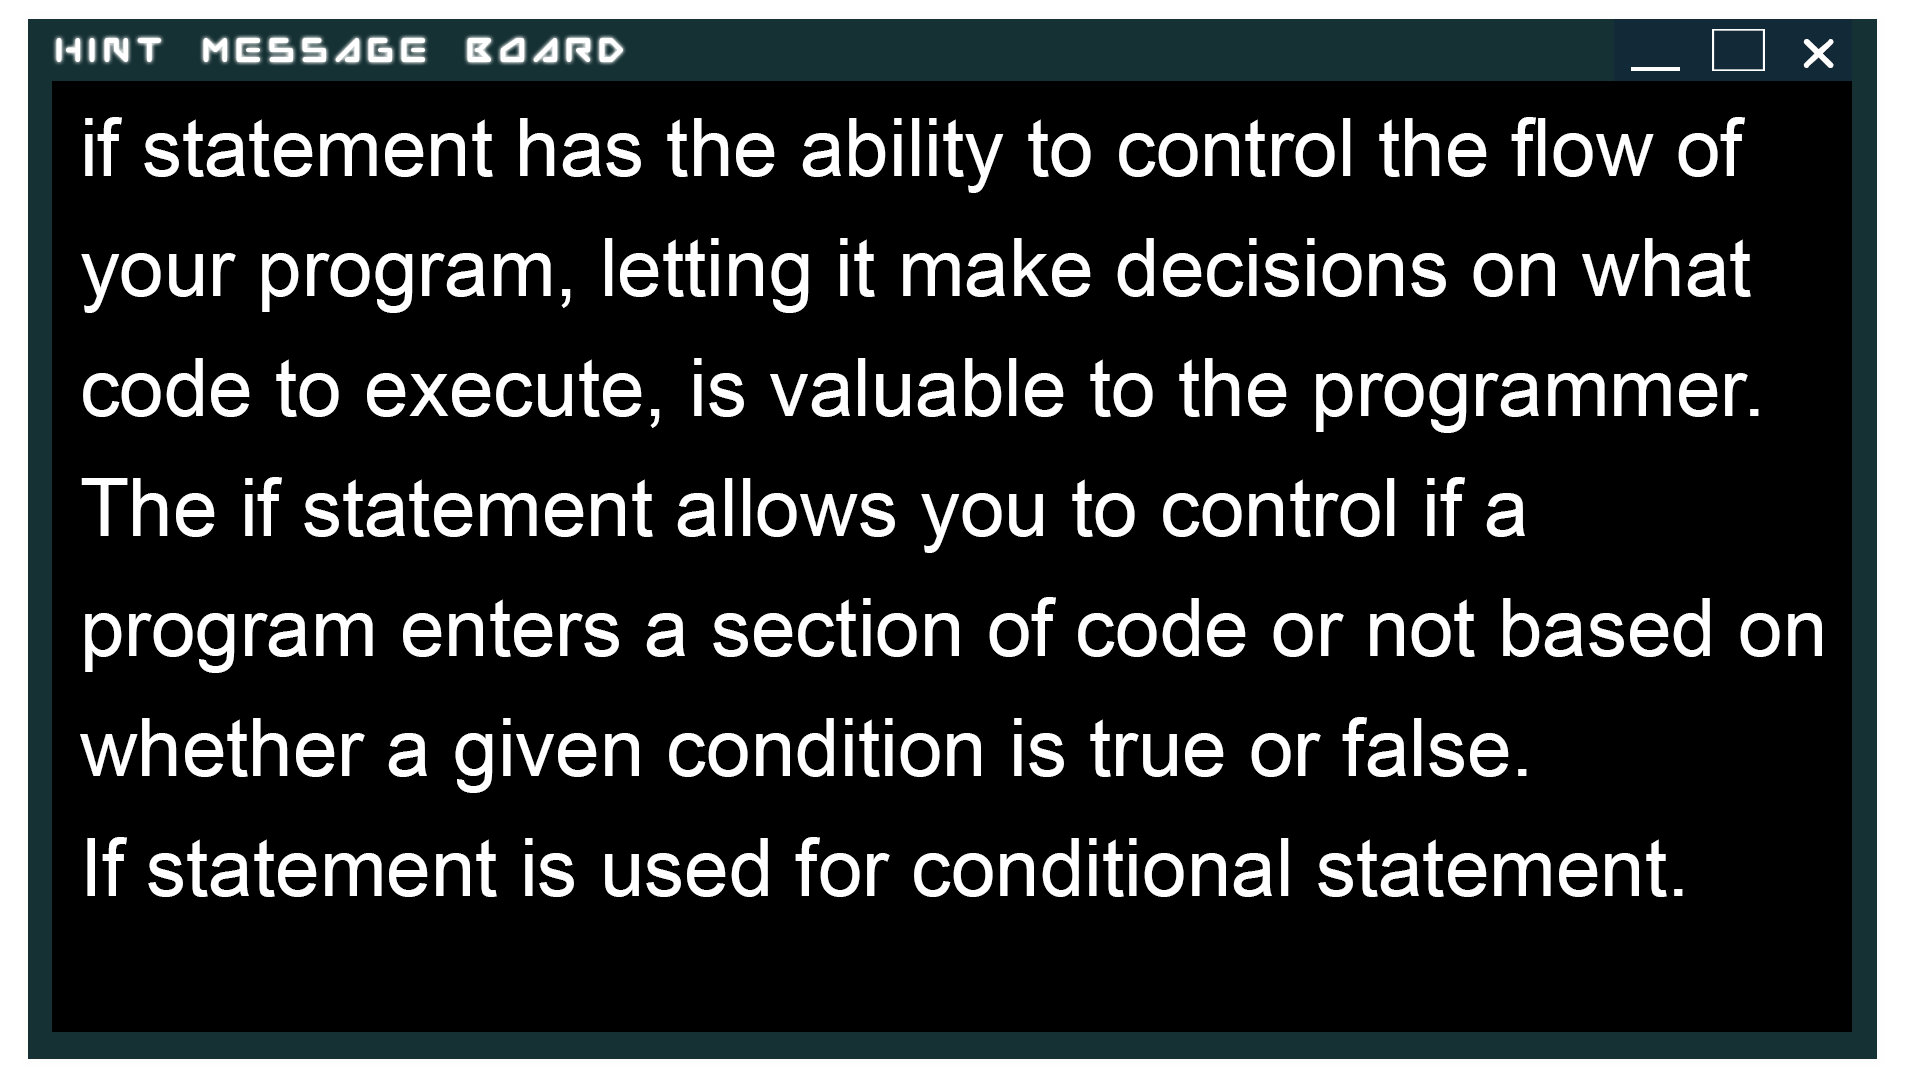 HINT MESSAGE BOARD
if statement has the ability to control the flow of
your program, letting it make decisions on what
code to execute, is valuable to the programmer.
The if statement allows you to control if a
program enters a section of code or not based on
whether a given condition is true or false.
If statement is used for conditional statement.